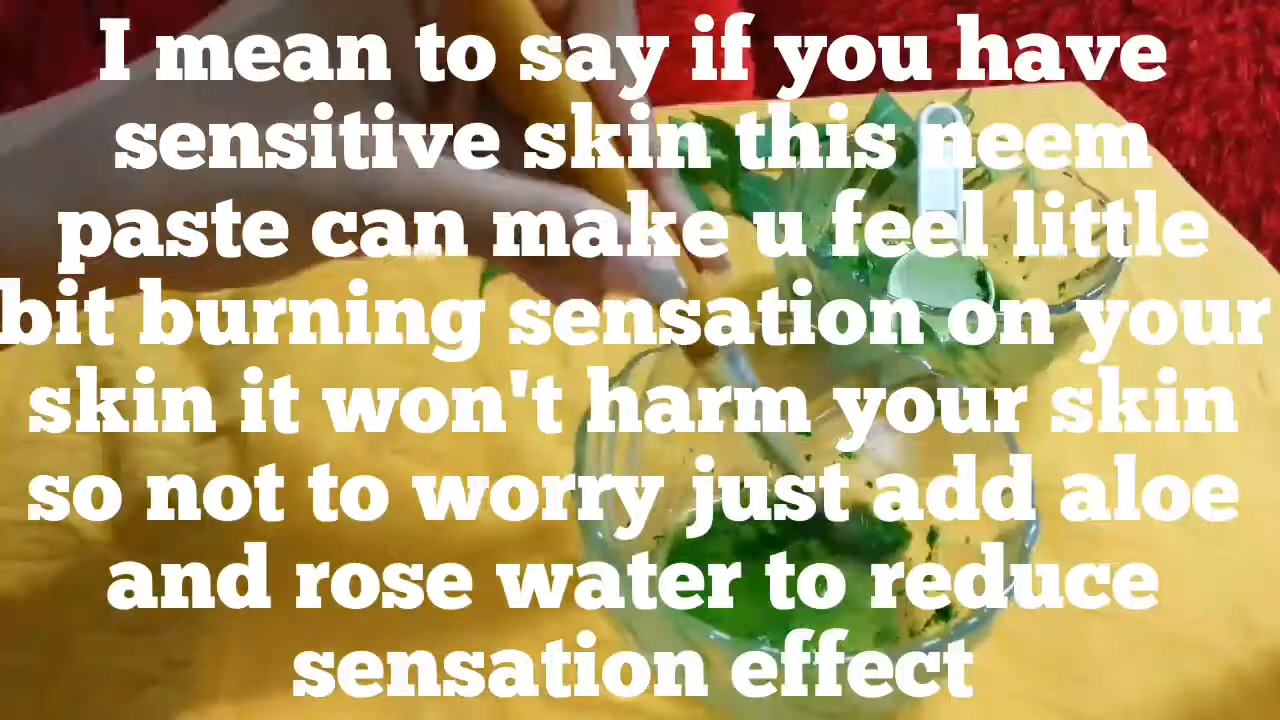 I mean to say if you have
sensitive skin this neem
paste can make u feel little
bit burning sensation on your
skin it won't harm your skin
so not to worry just add aloe
and rose water to reduce
sensation effect